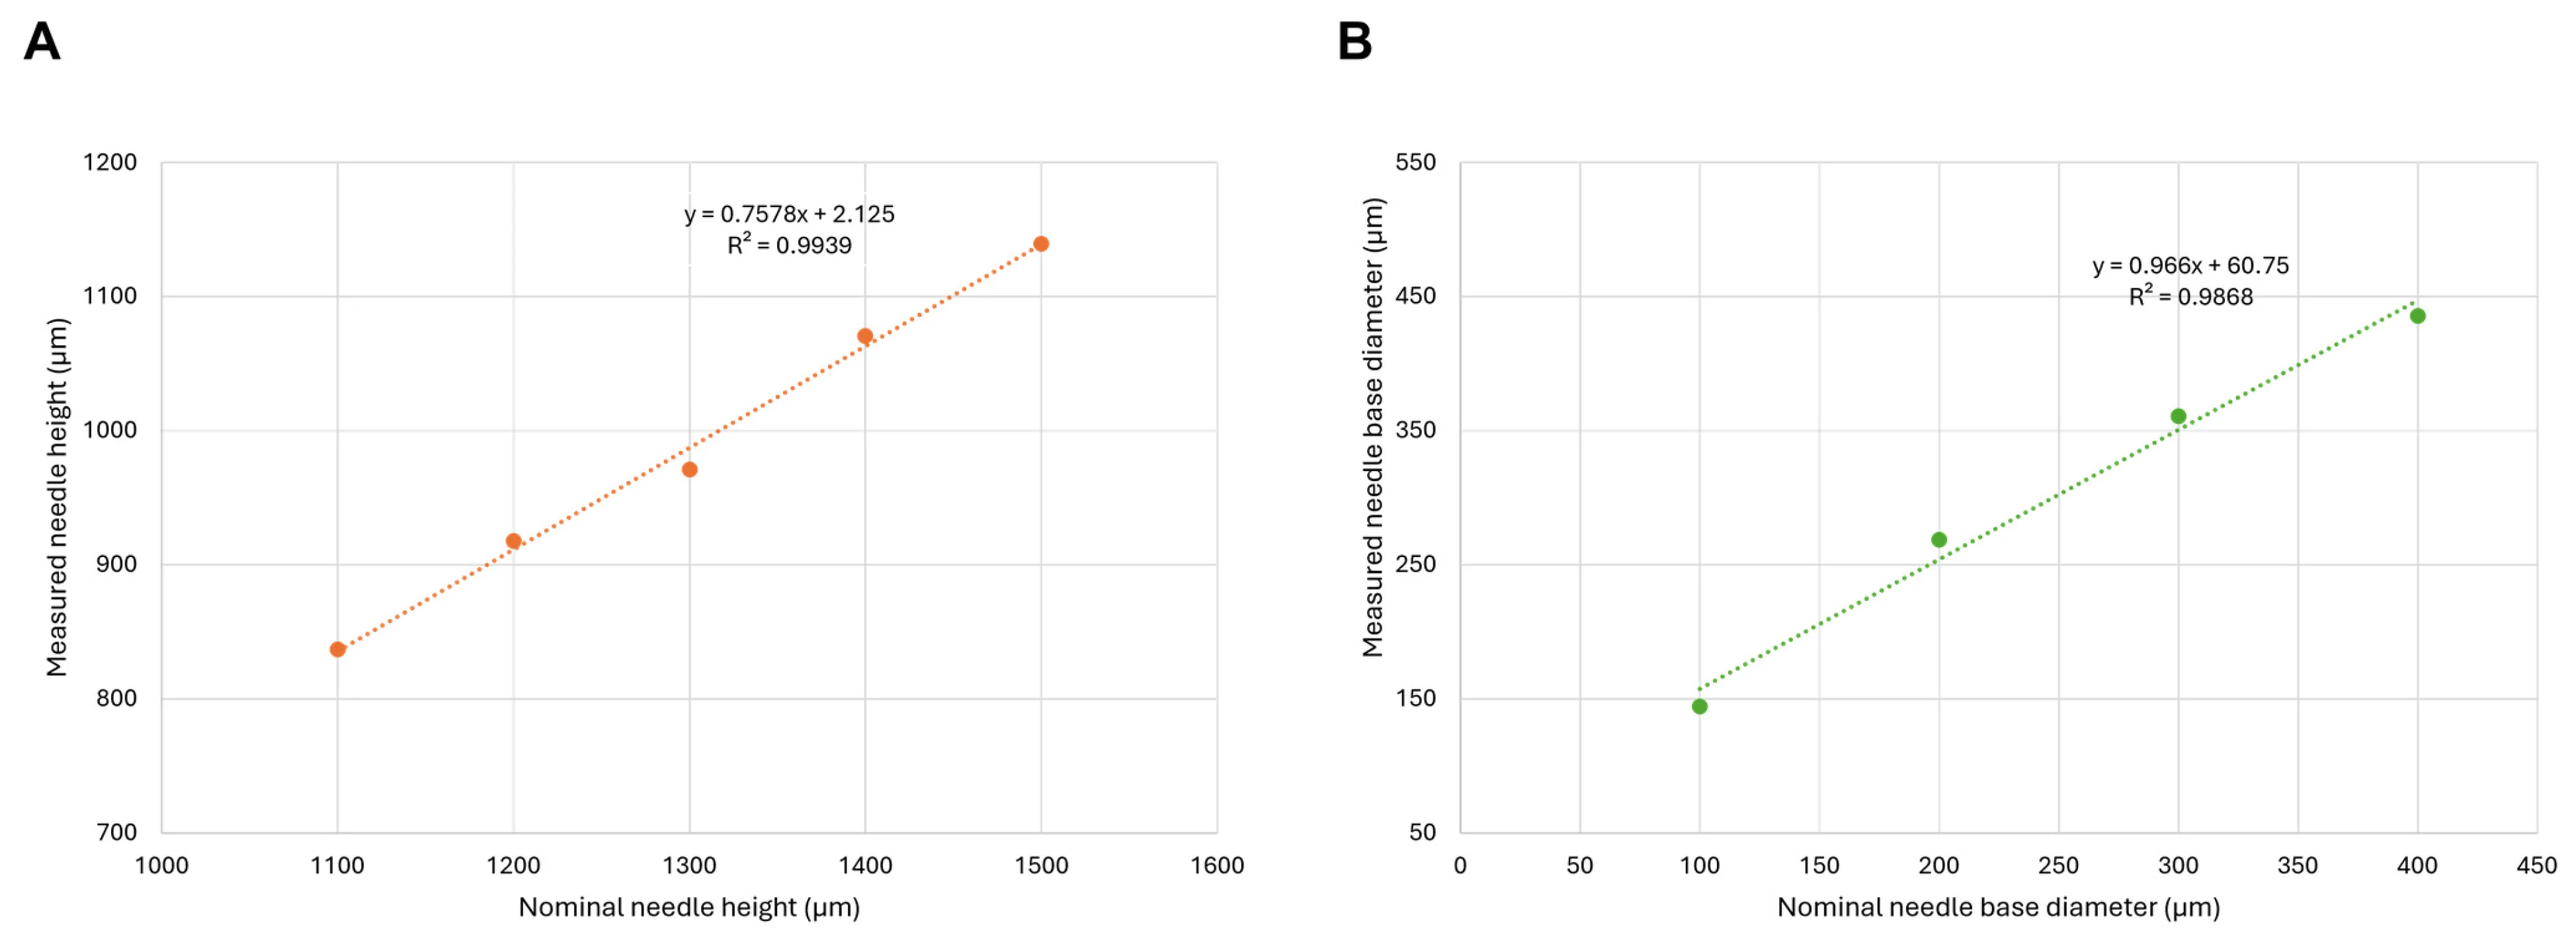 A
1200
1100
1000
900
800
700
Measured needle height (µm)
y = 0.7578x + 2.125
R² = 0.9939
1000 1100 1200 1300 1400 1500 1600
Nominal needle height (µm)
B
550
450
350
250
150
50
Measured needle base diameter (µm)
y = 0.966x + 60.75
R² = 0.9868
0 50 100 150 200 250 300 350 400 450
Nominal needle base diameter (µm)